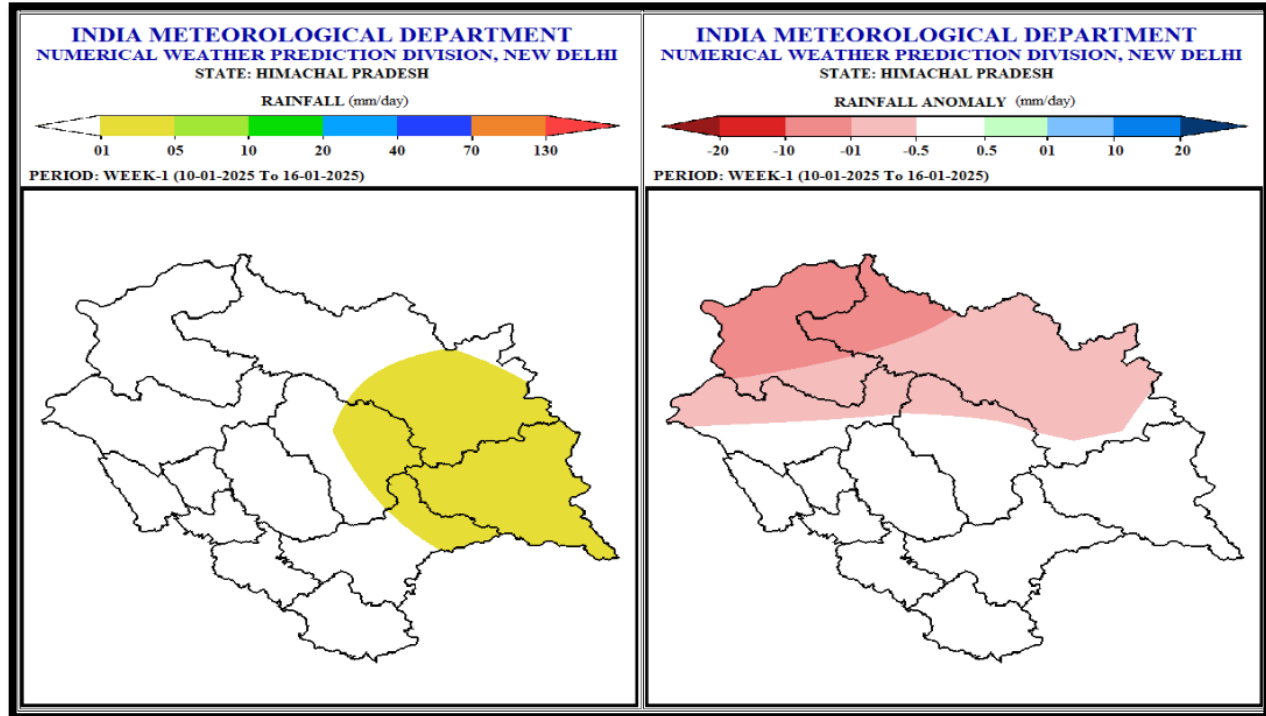 INDIA METEOROLOGICAL DEPARTMENT
NUMERICAL WEATHER PREDICTION DIVISION, NEW DELHI
STATE: HIMACHAL PRADESH
RAINFALL (mm/day)
01 05 10 20 40 70 130
PERIOD: WEEK-1 (10-01-2025 To 16-01-2025)
INDIA METEOROLOGICAL DEPARTMENT
NUMERICAL WEATHER PREDICTION DIVISION, NEW DELHI
STATE: HIMACHAL PRADESH
RAINFALL ANOMALY (mm/day)
-20 -10 -01 -0.5 0.5 01 10 20
PERIOD: WEEK-1 (10-01-2025 To 16-01-2025)